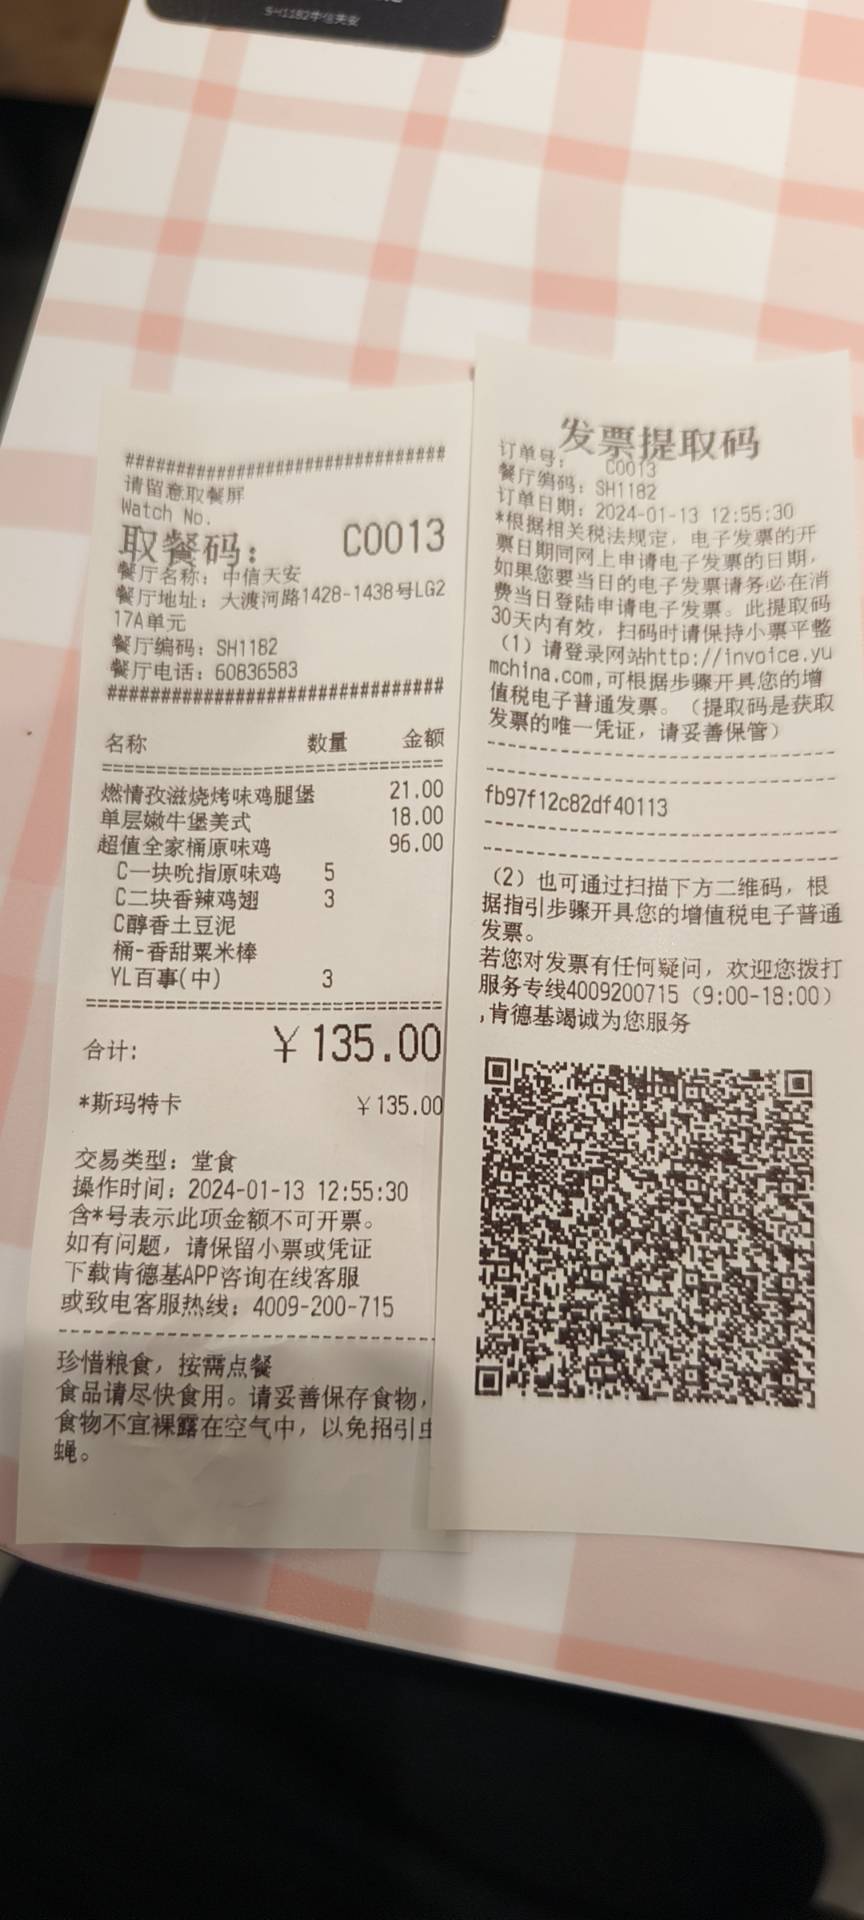 SH1182中信天安
##############################
请留意取餐屏
Watch No.
取餐码: C0013
餐厅名称: 中信天安
餐厅地址: 大渡河路1428-1438号LG2
17A单元
餐厅编码: SH1182
餐厅电话: 60836583
##############################
名称 数量 金额
==============================
燃情孜滋烧烤味鸡腿堡 21.00
单层嫩牛堡美式 18.00
超值全家桶原味鸡 96.00
C一块吮指原味鸡 5
C二块香辣鸡翅 3
C醇香土豆泥
桶-香甜粟米棒
YL百事(中) 3
==============================
合计: ¥135.00
*斯玛特卡 ¥135.00
交易类型: 堂食
操作时间: 2024-01-13 12:55:30
含*号表示此项金额不可开票。
如有问题, 请保留小票或凭证
下载肯德基APP咨询在线客服
或致电客服热线: 4009-200-715
------------------------------
珍惜粮食, 按需点餐
食品请尽快食用。请妥善保存食物,
食物不宜裸露在空气中, 以免招引虫
蝇。
发票提取码
订单号: C0013
餐厅编码: SH1182
订单日期: 2024-01-13 12:55:30
*根据相关税法规定, 电子发票的开
票日期同网上申请电子发票的日期,
如果您要当日的电子发票请务必在消
费当日登陆申请电子发票。此提取码
30天内有效, 扫码时请保持小票平整
(1) 请登录网站http://invoice.yu
mchina.com,可根据步骤开具您的增
值税电子普通发票。(提取码是获取
发票的唯一凭证, 请妥善保管)
------------------------------
------------------------------
fb97f12c82df40113
------------------------------
------------------------------
(2) 也可通过扫描下方二维码, 根
据指引步骤开具您的增值税电子普通
发票。
若您对发票有任何疑问, 欢迎您拨打
服务专线4009200715 (9:00-18:00)
,肯德基竭诚为您服务